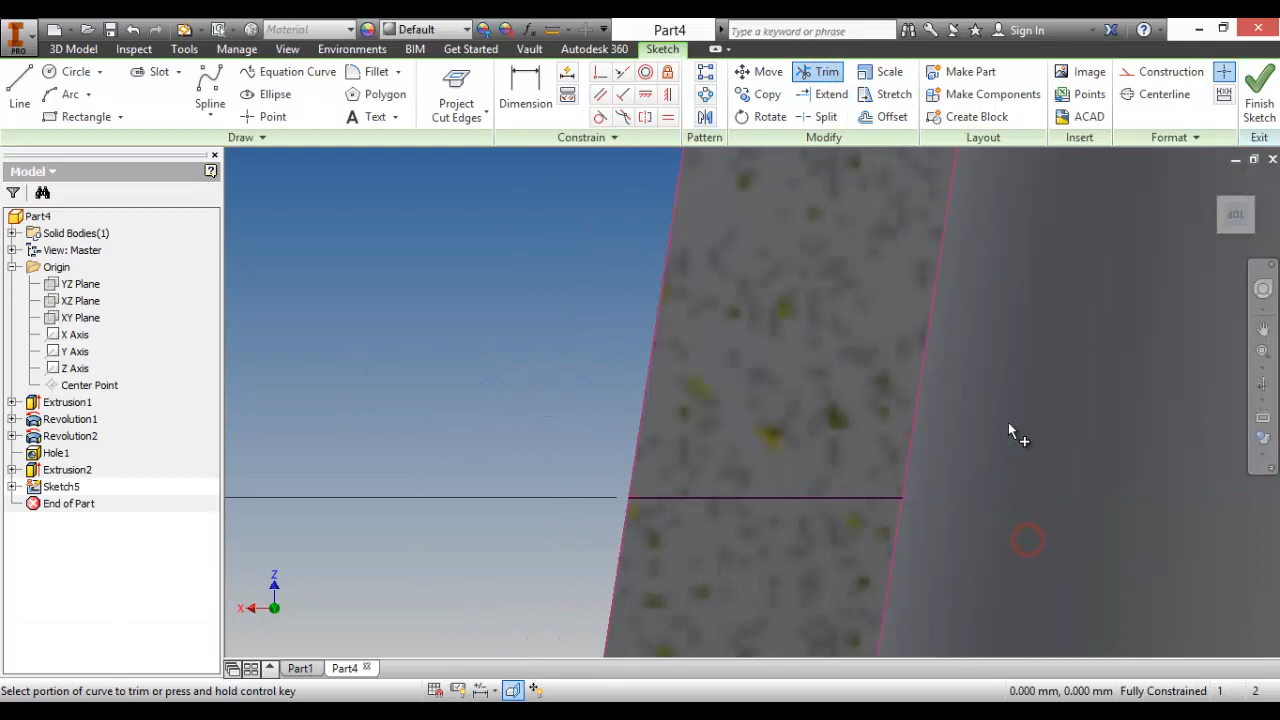 Material
Default
Part4
Type a keyword or phrase
Sign In
PRO
3D Model Inspect Tools Manage View Environments BIM Get Started Vault Autodesk 360 Sketch
Line
Circle
Arc
Rectangle
Slot
Spline
Equation Curve
Ellipse
Point
Fillet
Polygon
Text
Project
Cut Edges
Dimension
Move
Copy
Rotate
Trim
Extend
Split
Scale
Stretch
Offset
Make Part
Make Components
Create Block
Image
Points
ACAD
Construction
Centerline
Finish
Sketch
Draw Constrain Pattern Modify Layout Insert Format Exit
Model
Part4
Solid Bodies(1)
View: Master
Origin
YZ Plane
XZ Plane
XY Plane
X Axis
Y Axis
Z Axis
Center Point
Extrusion1
Revolution1
Revolution2
Hole1
Extrusion2
Sketch5
End of Part
TOP
Z
X
Part1 Part4
Select portion of curve to trim or press and hold control key
0.000 mm, 0.000 mm Fully Constrained 1 2